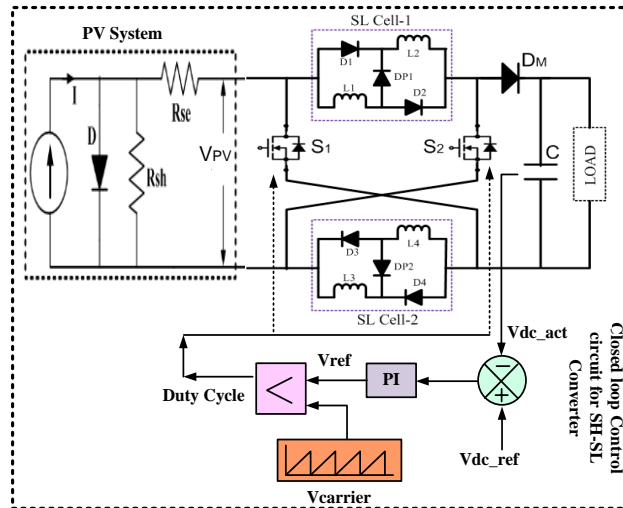 PV System
SL Cell-1
D1
L2
DP1
L1
D2
DM
I
Rse
D
Rsh
VPV
S1
S2
C
LOAD
D3
L4
DP2
L3
D4
SL Cell-2
Closed loop Control
circuit for SH-SL
Converter
Vdc_act
Vref
PI
−
+
<
Duty Cycle
Vdc_ref
Vcarrier